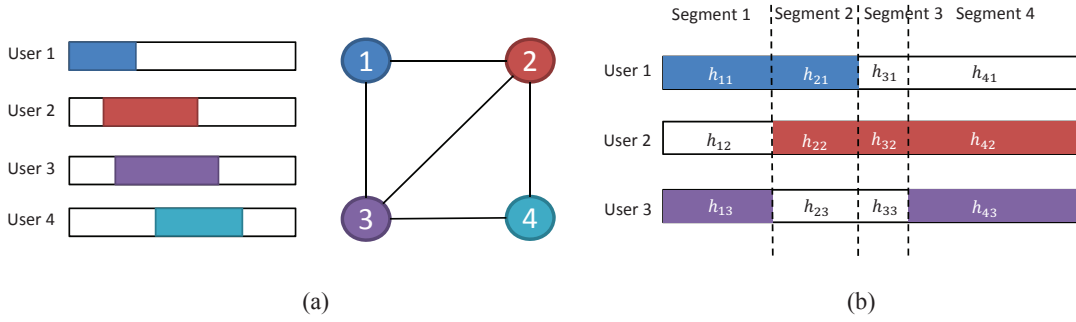 User 1
User 2
User 3
User 4
1
2
3
4
(a)
Segment 1 Segment 2 Segment 3 Segment 4
User 1 h₁₁ h₂₁ h₃₁ h₄₁
User 2 h₁₂ h₂₂ h₃₂ h₄₂
User 3 h₁₃ h₂₃ h₃₃ h₄₃
(b)